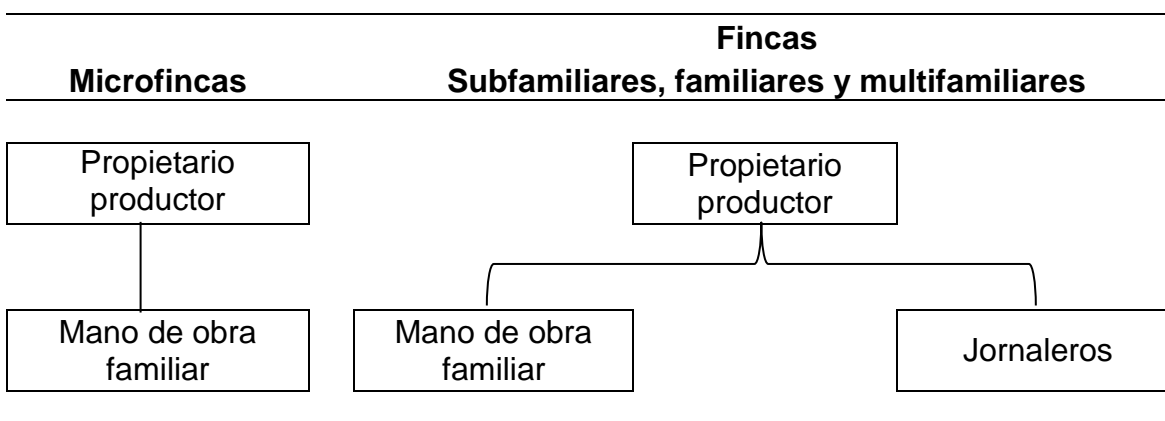 Microfincas
Fincas
Subfamiliares, familiares y multifamiliares
Propietario
productor
Mano de obra
familiar
Propietario
productor
Mano de obra
familiar
Jornaleros